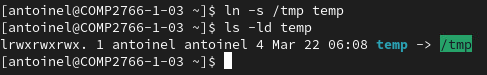 [antoinel@COMP2766-1-03 ~]$ ln -s /tmp temp
[antoinel@COMP2766-1-03 ~]$ ls -ld temp
lrwxrwxrwx. 1 antoinel antoinel 4 Mar 22 06:08 temp -> /tmp
[antoinel@COMP2766-1-03 ~]$